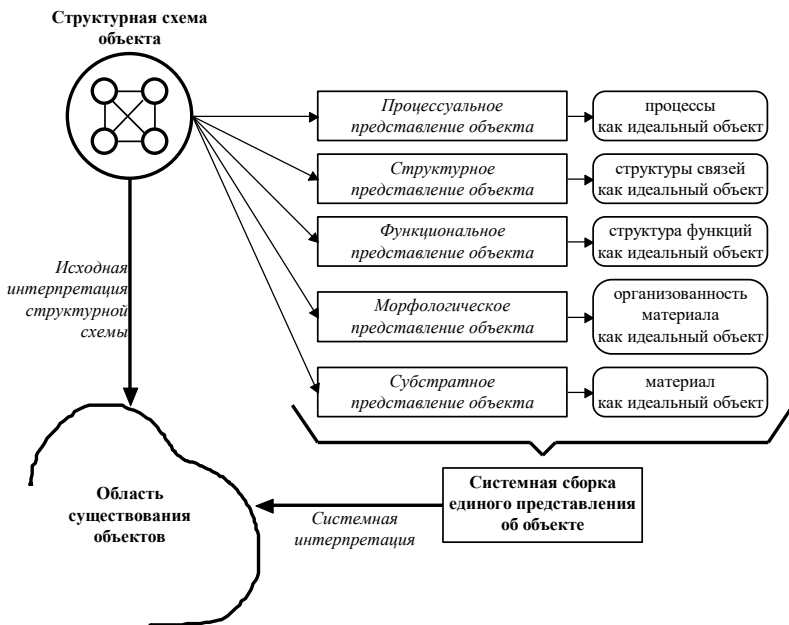 Структурная схема
объекта
Процессуальное
представление объекта
процессы
как идеальный объект
Структурное
представление объекта
структуры связей
как идеальный объект
Функциональное
представление объекта
структура функций
как идеальный объект
Исходная
интерпретация
структурной
схемы
Морфологическое
представление объекта
организованность
материала
как идеальный объект
Субстратное
представление объекта
материал
как идеальный объект
Системная сборка
единого представления
об объекте
Область
существования
объектов
Системная
интерпретация